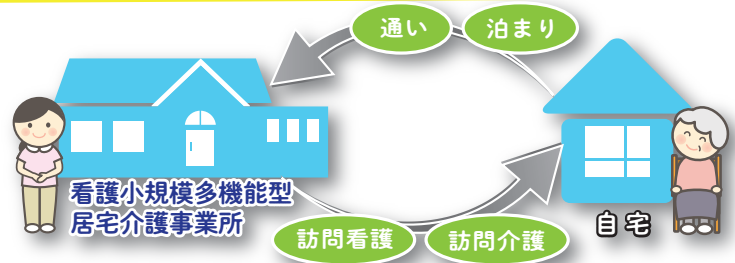 通い
泊まり
看護小規模多機能型
居宅介護事業所
自宅
訪問看護
訪問介護